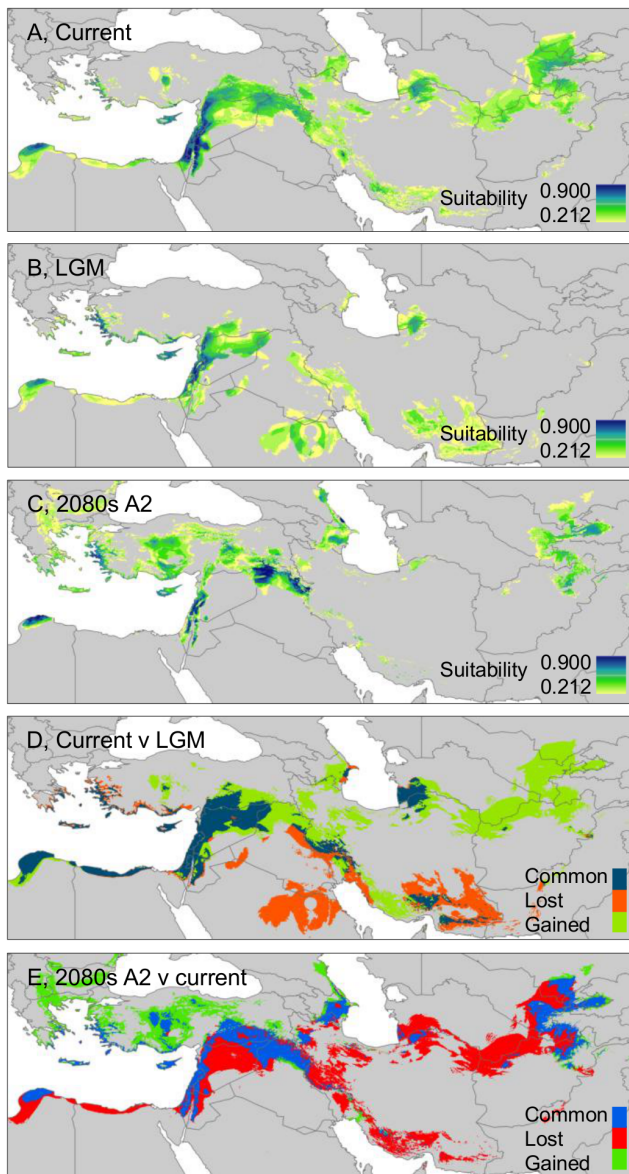 A, Current
Suitability 0.900
0.212
B, LGM
Suitability 0.900
0.212
C, 2080s A2
Suitability 0.900
0.212
D, Current v LGM
Common
Lost
Gained
E, 2080s A2 v current
Common
Lost
Gained